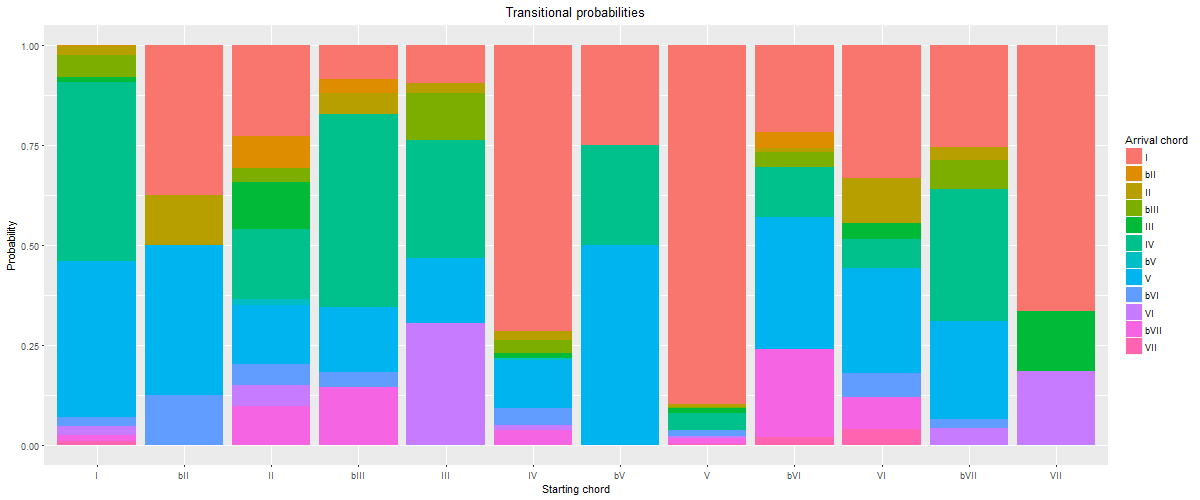 Transitional probabilities
1.00
0.75
0.50
0.25
0.00
Probability
I bII II bIII III IV bV V bVI VI bVII VII
Starting chord
Arrival chord
I
bII
II
bIII
III
IV
bV
V
bVI
VI
bVII
VII